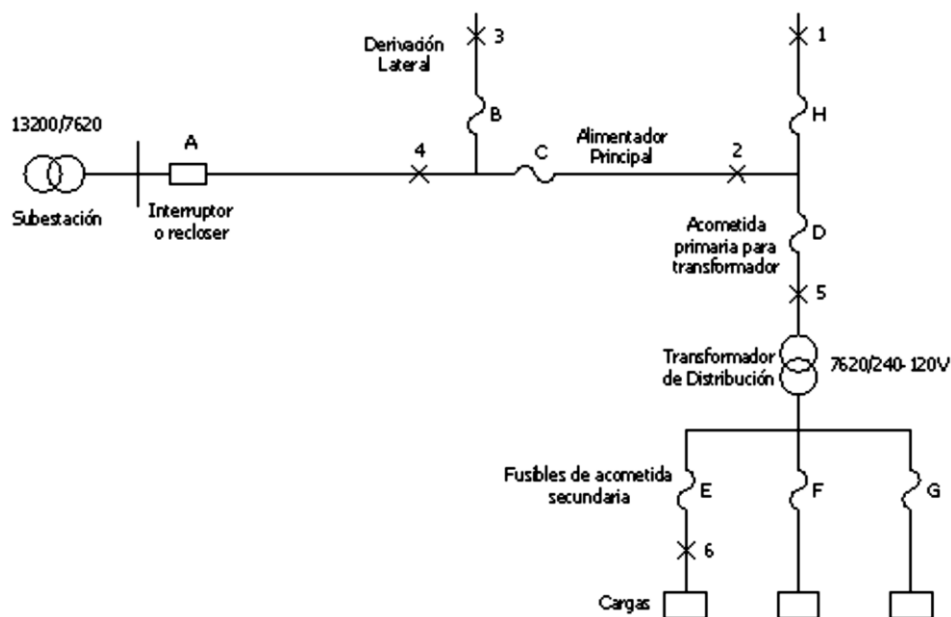 Derivación
Lateral
3
1
B
H
13200/7620
A
4
C
Alimentador
Principal
2
Subestación
Interruptor
o recloser
Acometida
primaria para
transformador
D
5
Transformador
de Distribución
7620/240-120V
Fusibles de acometida
secundaria
E
F
G
6
Cargas